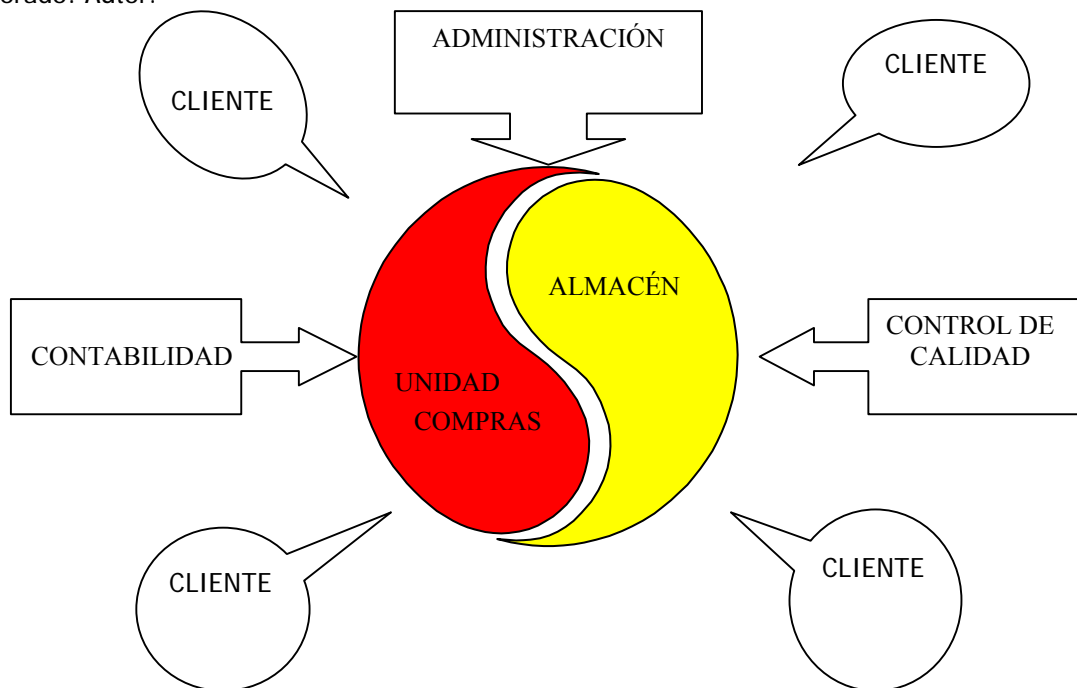 ADMINISTRACIÓN
CLIENTE
CLIENTE
ALMACÉN
CONTABILIDAD
CONTROL DE
CALIDAD
UNIDAD
COMPRAS
CLIENTE
CLIENTE